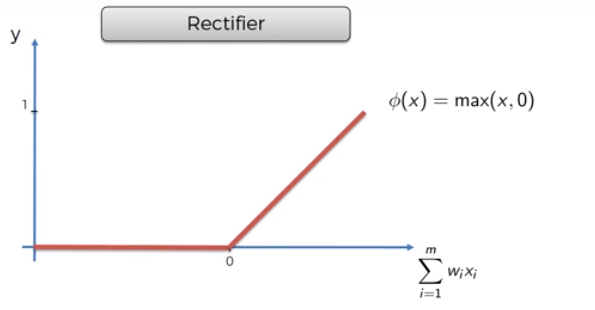 Rectifier
y
1
ϕ(x) = max(x, 0)
0
m
∑ wᵢxᵢ
i=1